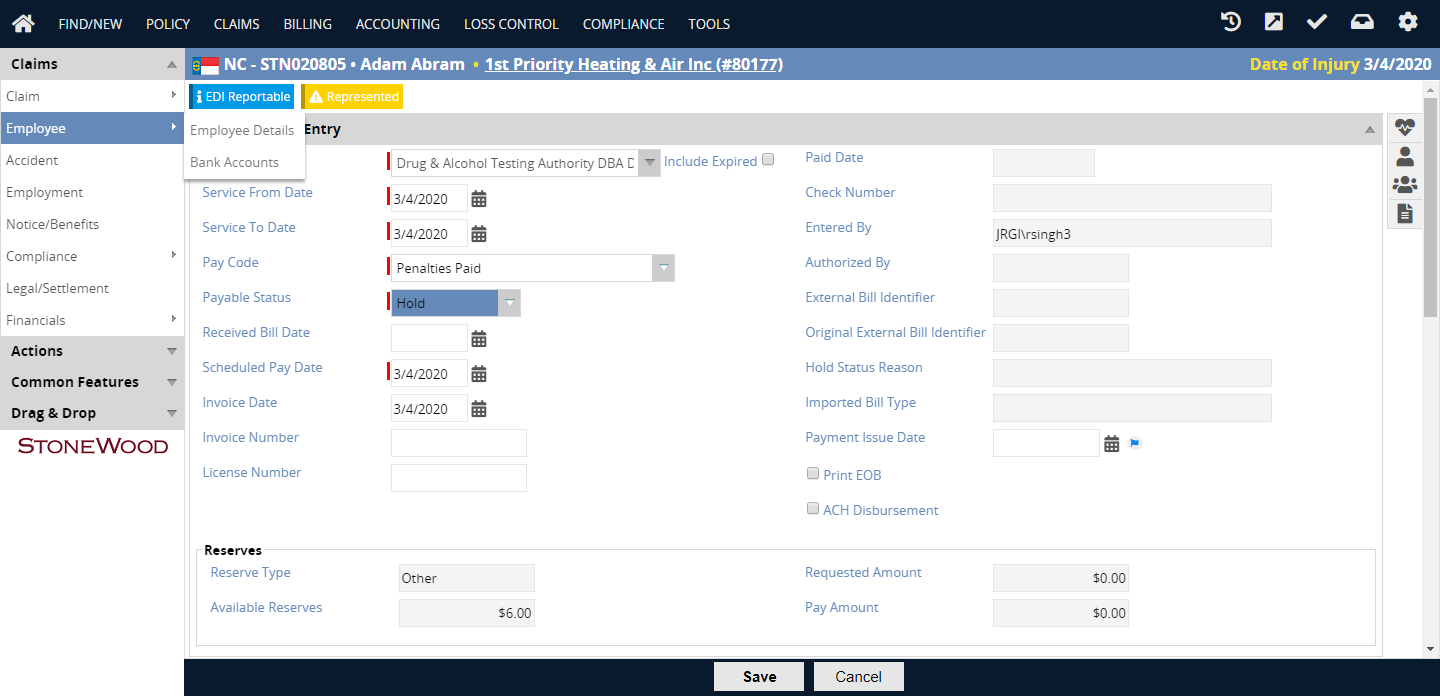 FIND/NEW POLICY CLAIMS BILLING ACCOUNTING LOSS CONTROL COMPLIANCE TOOLS
Claims
NC - STN020805 • Adam Abram • 1st Priority Heating & Air Inc (#80177)
Date of Injury 3/4/2020
Claim
Employee
Accident
Employment
Notice/Benefits
Compliance
Legal/Settlement
Financials
Actions
Common Features
Drag & Drop
STONEWOOD
EDI Reportable
Represented
Employee Details
Bank Accounts
Entry
Drug & Alcohol Testing Authority DBA D
Include Expired
Service From Date 3/4/2020
Service To Date 3/4/2020
Pay Code Penalties Paid
Payable Status Hold
Received Bill Date
Scheduled Pay Date 3/4/2020
Invoice Date 3/4/2020
Invoice Number
License Number
Paid Date
Check Number
Entered By JRGI\rsingh3
Authorized By
External Bill Identifier
Original External Bill Identifier
Hold Status Reason
Imported Bill Type
Payment Issue Date
Print EOB
ACH Disbursement
Reserves
Reserve Type Other
Available Reserves $6.00
Requested Amount $0.00
Pay Amount $0.00
Save Cancel